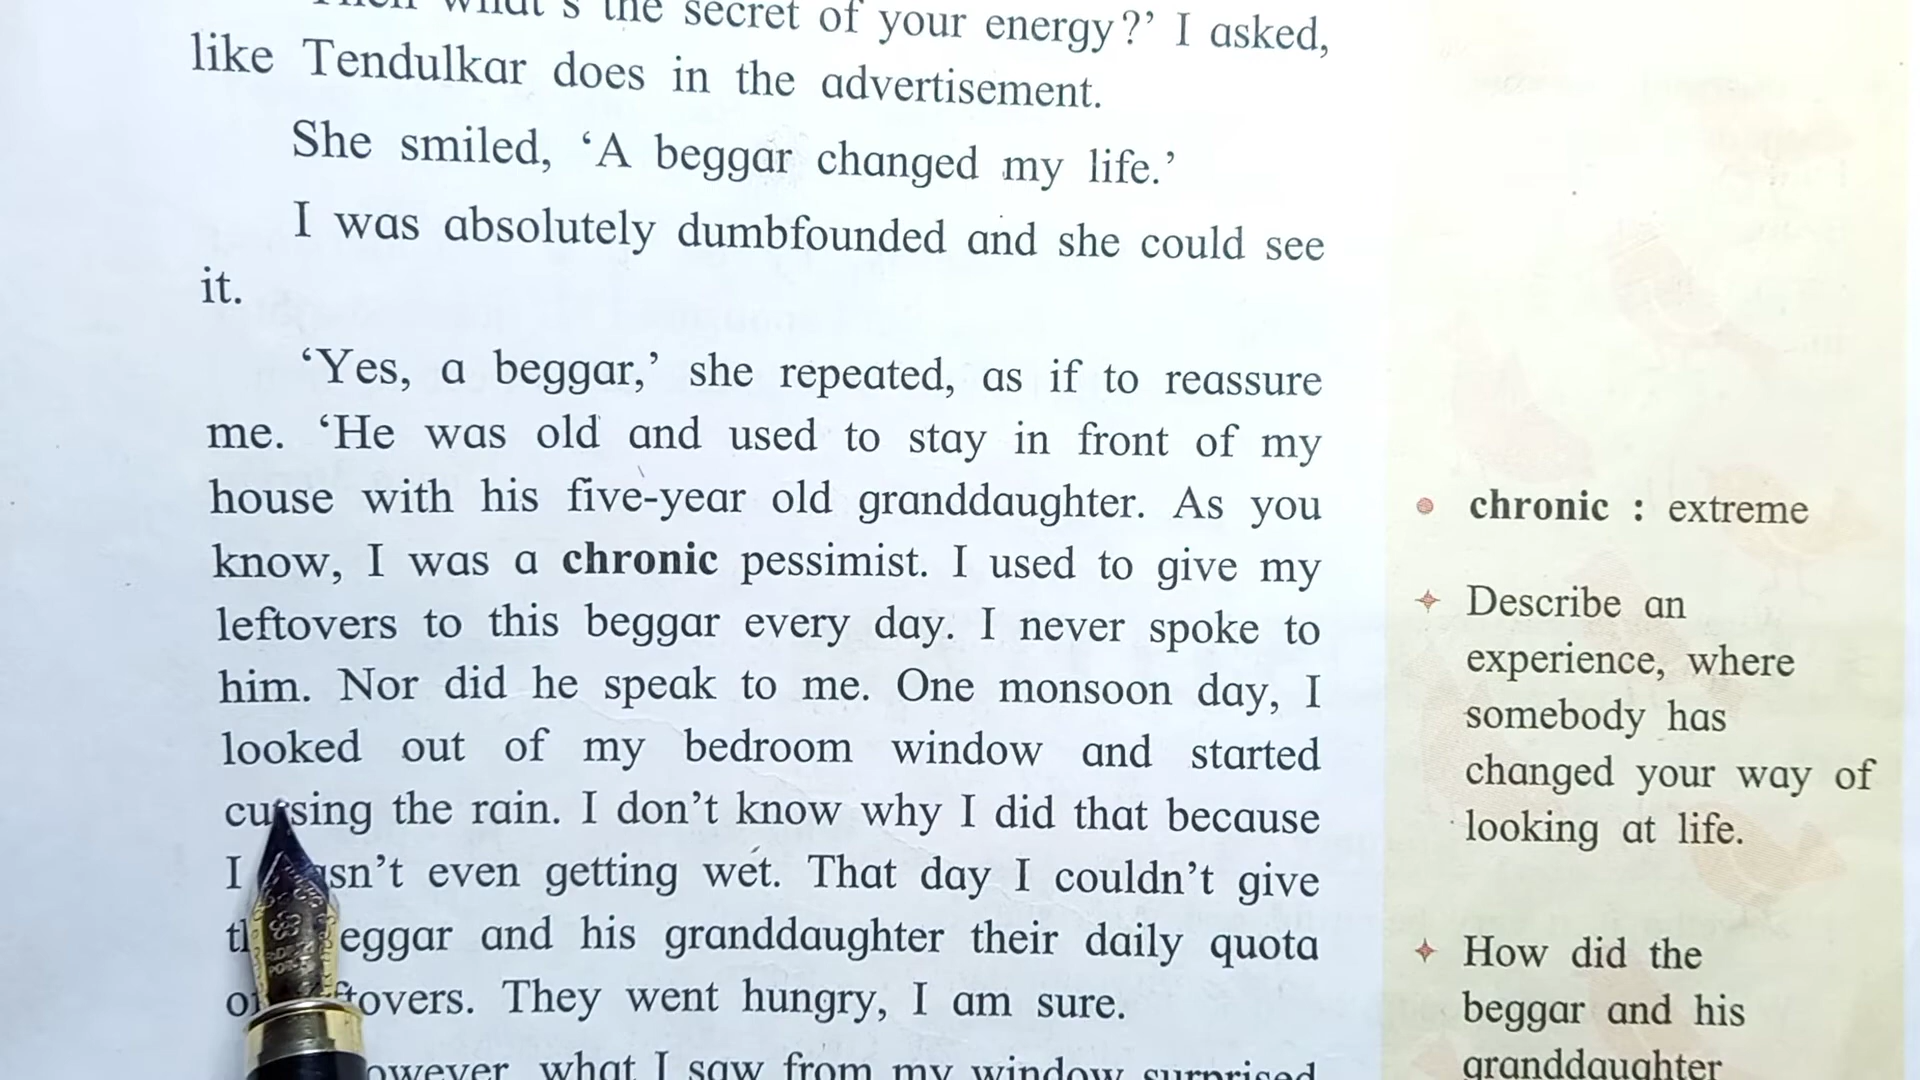 what's the secret of your energy?' I asked,
like Tendulkar does in the advertisement.
She smiled, 'A beggar changed my life.'
I was absolutely dumbfounded and she could see
it.
'Yes, a beggar,' she repeated, as if to reassure
me. 'He was old and used to stay in front of my
house with his five-year old granddaughter. As you
know, I was a chronic pessimist. I used to give my
leftovers to this beggar every day. I never spoke to
him. Nor did he speak to me. One monsoon day, I
looked out of my bedroom window and started
cursing the rain. I don't know why I did that because
I wasn't even getting wet. That day I couldn't give
beggar and his granddaughter their daily quota
leftovers. They went hungry, I am sure.
However, what I saw from my window surprised
chronic : extreme
Describe an
experience, where
somebody has
changed your way of
looking at life.
How did the
beggar and his
granddaughter